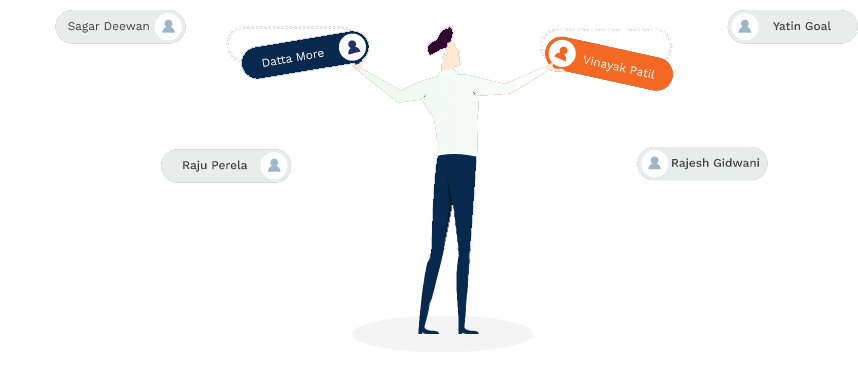 Sagar Deewan
Yatin Goal
Datta More
Vinayak Patil
Raju Perela
Rajesh Gidwani